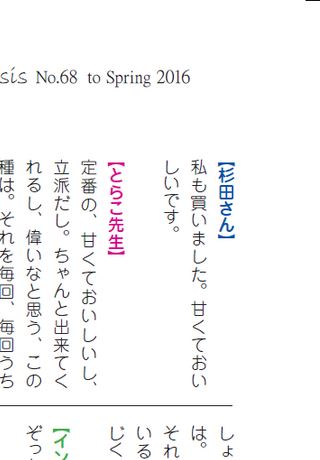 sis No.68 to Spring 2016
【杉田さん】
私も買いました。甘くておい
しいです。
【とらこ先生】
定番の、甘くておいしいし、
立派だし。ちゃんと出来てく
れるし、偉いなと思う、この
種は。それを毎回、毎回うち
しょ
は。
それ
いる
じく
【イン
ぞっ